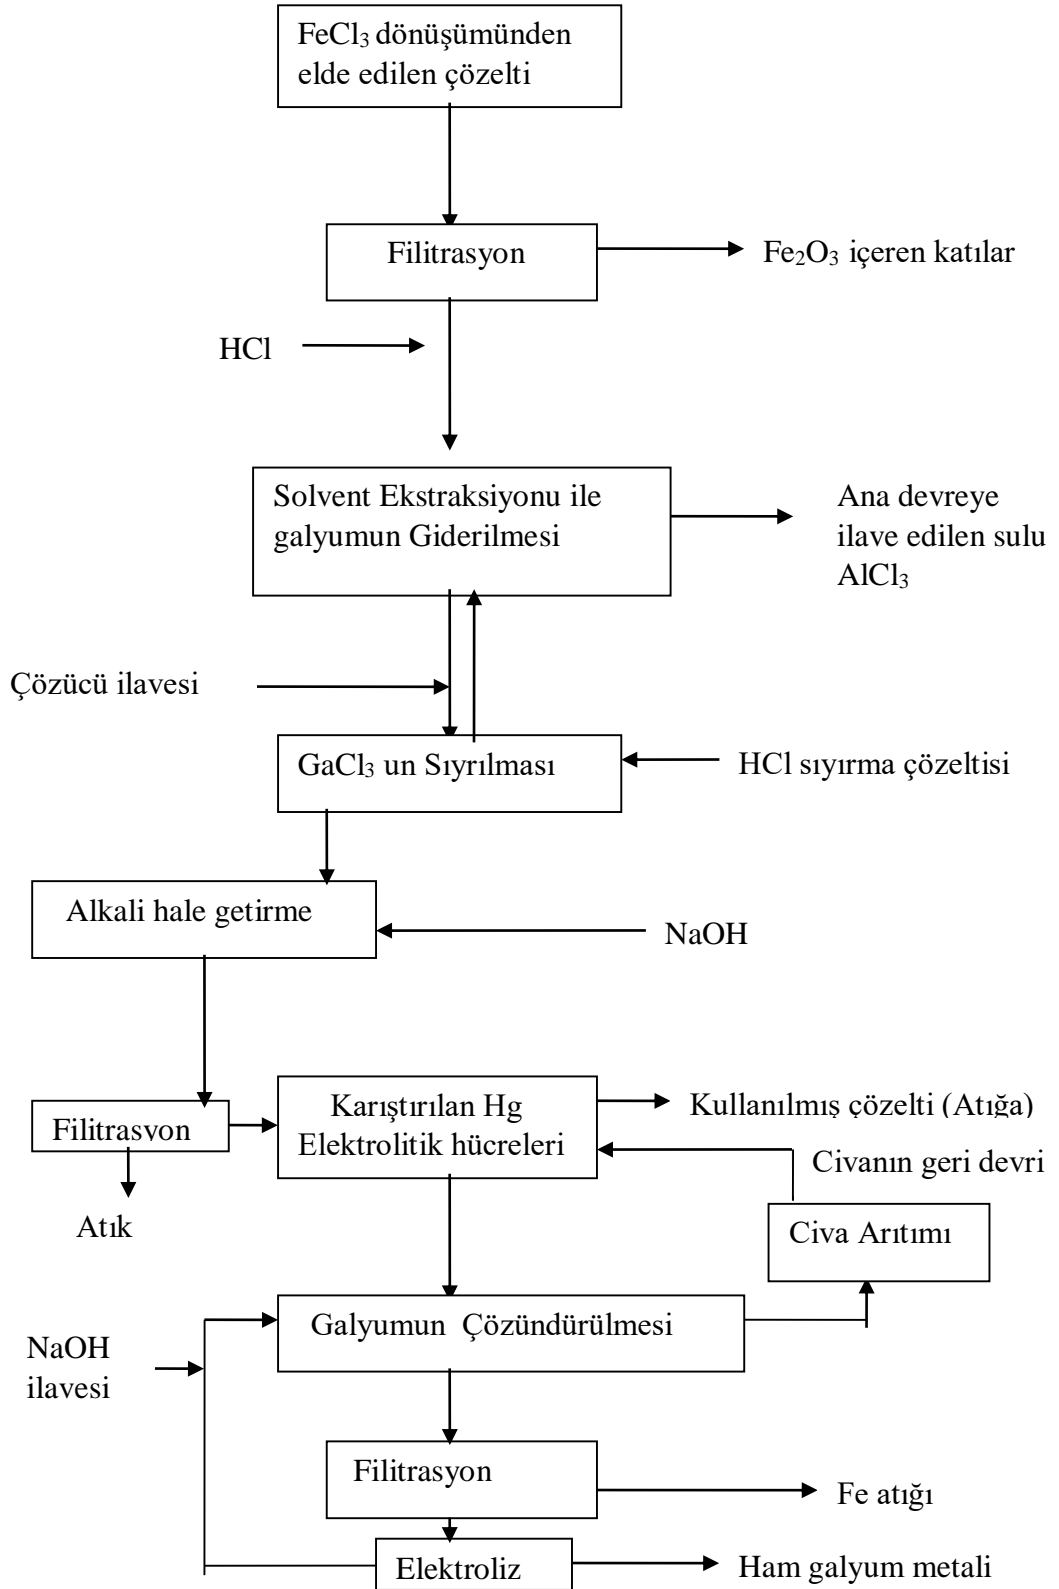 FeCl₃ dönüşümünden
elde edilen çözelti
Filitrasyon
Fe₂O₃ içeren katılar
HCl
Solvent Ekstraksiyonu ile
galyumun Giderilmesi
Ana devreye
ilave edilen sulu
AlCl₃
Çözücü ilavesi
GaCl₃ un Sıyrılması
HCl sıyırma çözeltisi
Alkali hale getirme
NaOH
Filitrasyon
Karıştırılan Hg
Elektrolitik hücreleri
Kullanılmış çözelti (Atığa)
Civanın geri devri
Atık
Civa Arıtımı
Galyumun Çözündürülmesi
NaOH
ilavesi
Filitrasyon
Fe atığı
Elektroliz
Ham galyum metali